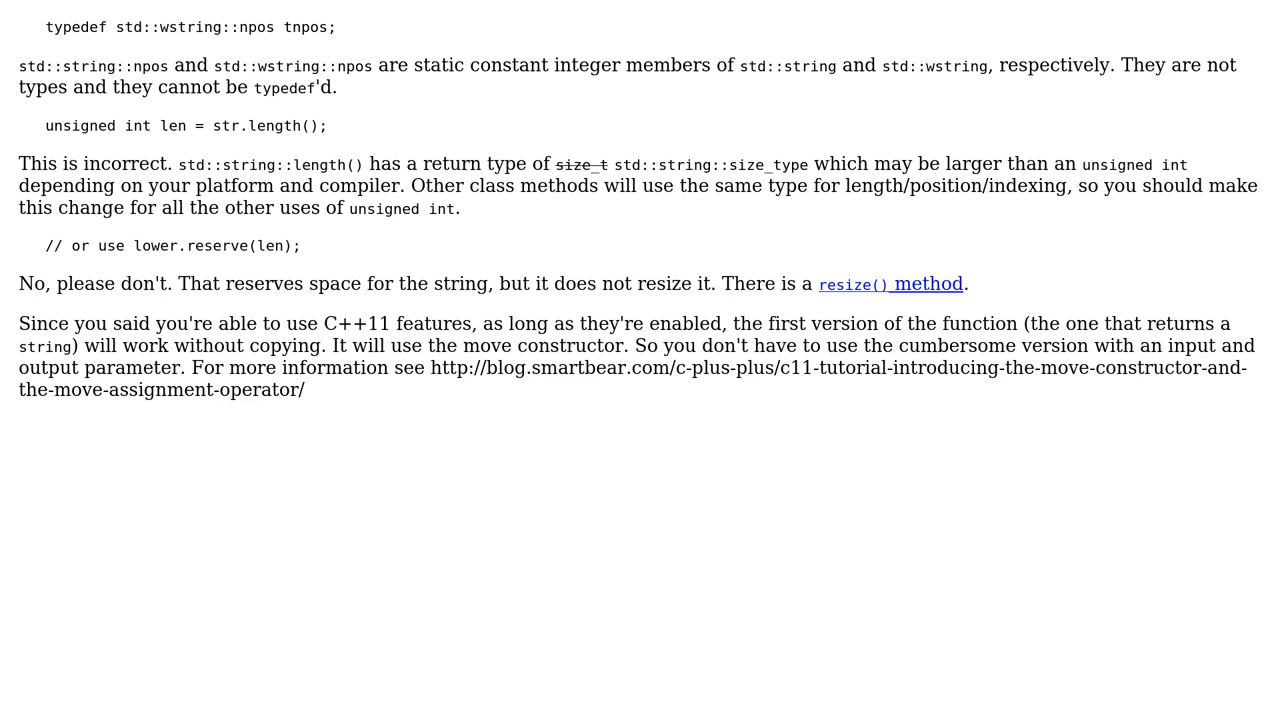 typedef std::wstring::npos tnpos;
std::string::npos and std::wstring::npos are static constant integer members of std::string and std::wstring, respectively. They are not
types and they cannot be typedef'd.
unsigned int len = str.length();
This is incorrect. std::string::length() has a return type of size_t std::string::size_type which may be larger than an unsigned int
depending on your platform and compiler. Other class methods will use the same type for length/position/indexing, so you should make
this change for all the other uses of unsigned int.
// or use lower.reserve(len);
No, please don't. That reserves space for the string, but it does not resize it. There is a resize() method.
Since you said you're able to use C++11 features, as long as they're enabled, the first version of the function (the one that returns a
string) will work without copying. It will use the move constructor. So you don't have to use the cumbersome version with an input and
output parameter. For more information see http://blog.smartbear.com/c-plus-plus/c11-tutorial-introducing-the-move-constructor-and-
the-move-assignment-operator/